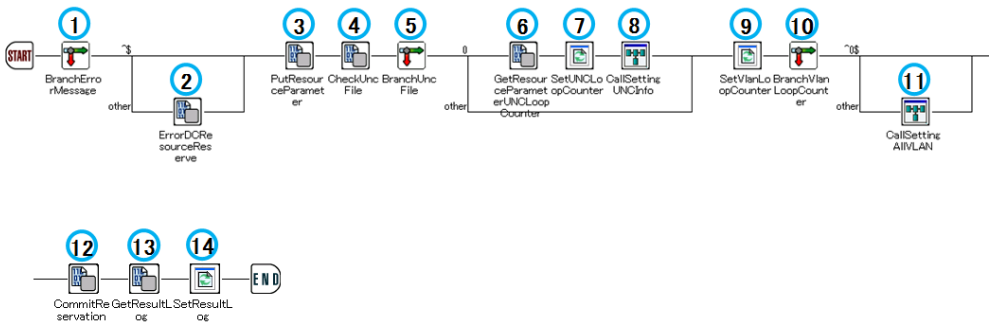 1
2
3
4
5
6
7
8
9
10
11
START
^$
0
^0$
BranchErro
rMessage
other
ErrorDCRe
sourceRes
erve
PutResour
ceParamet
er
CheckUnc
File
BranchUnc
File
other
GetResour
ceParamet
erUNCLoop
Counter
SetUNCLo
opCounter
CallSetting
UNCInfo
SetVlanLo
opCounter
BranchVlan
LoopCount
er
other
CallSetting
AllVLAN
12
13
14
END
CommitRe
servation
GetResultL
og
SetResultL
og